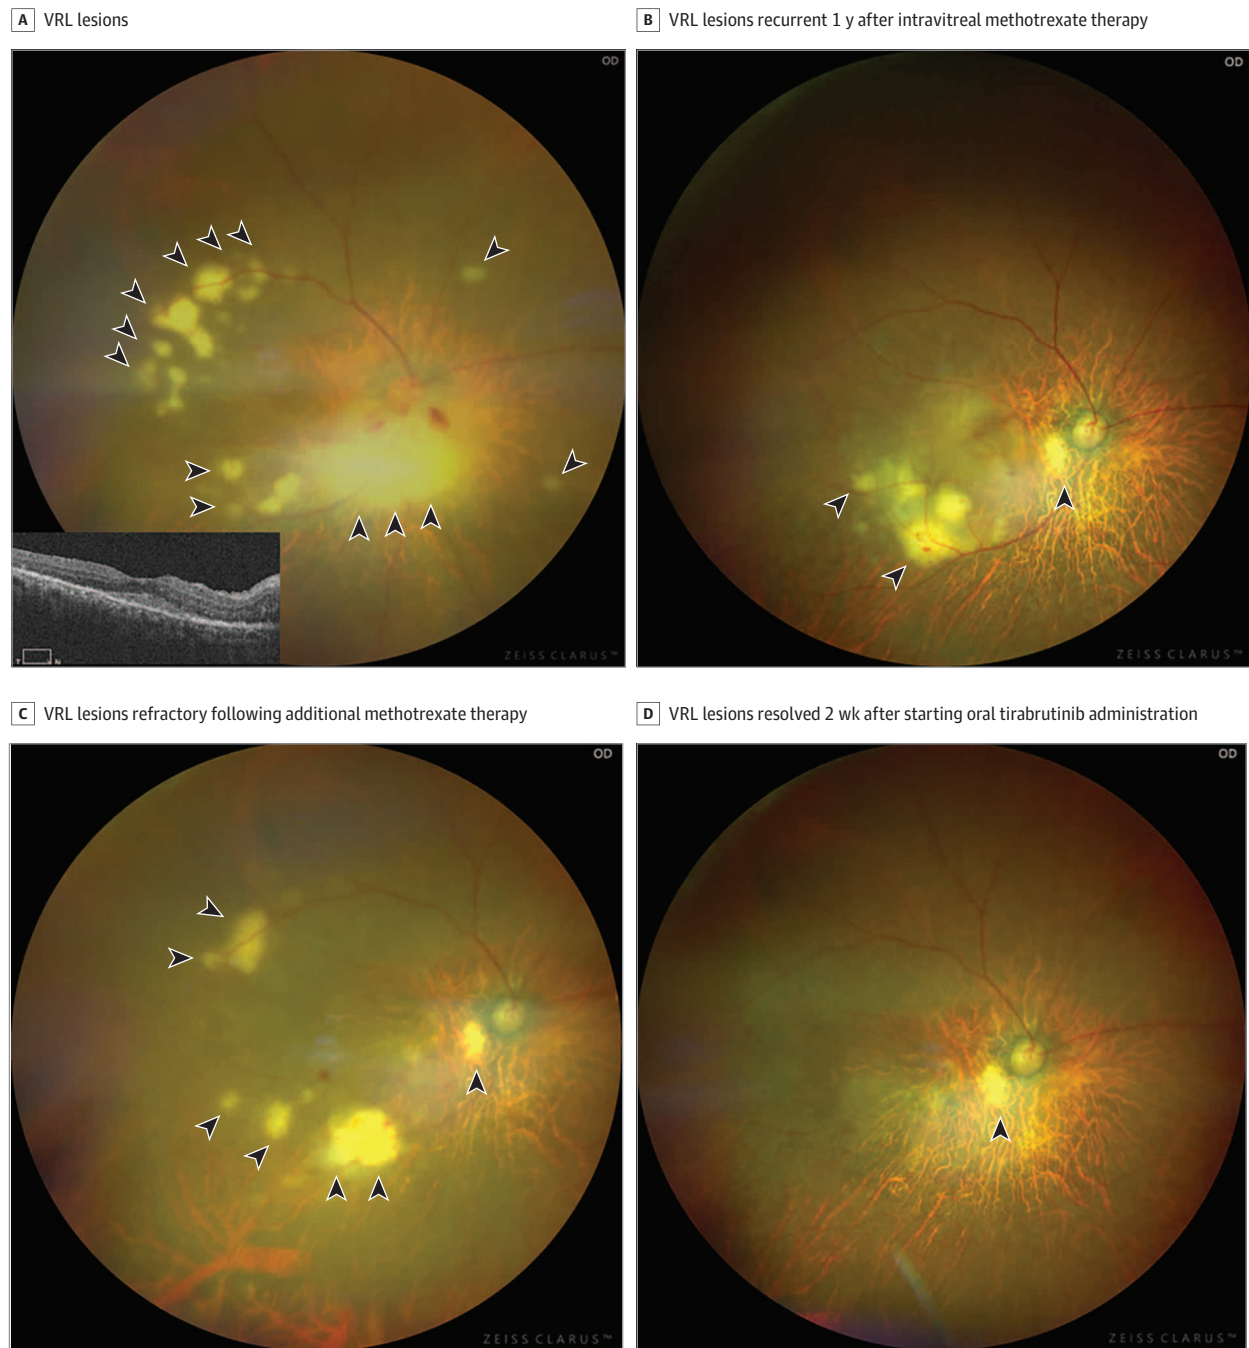 A VRL lesions
B VRL lesions recurrent 1 y after intravitreal methotrexate therapy
OD
OD
T N
ZEISS CLARUS™
ZEISS CLARUS™
C VRL lesions refractory following additional methotrexate therapy
D VRL lesions resolved 2 wk after starting oral tirabrutinib administration
OD
OD
ZEISS CLARUS™
ZEISS CLARUS™